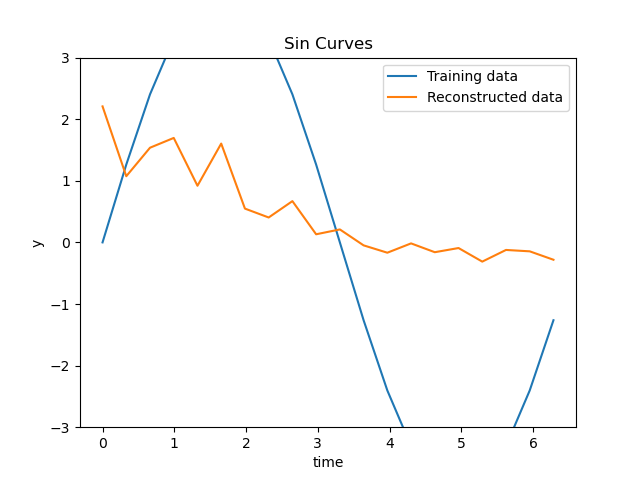 Sin Curves
Training data
Reconstructed data
3
2
1
0
−1
−2
−3
y
0 1 2 3 4 5 6
time